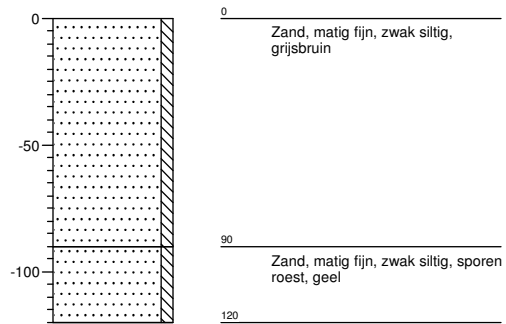 0
-50
-100
0
Zand, matig fijn, zwak siltig,
grijsbruin
90
Zand, matig fijn, zwak siltig, sporen
roest, geel
120